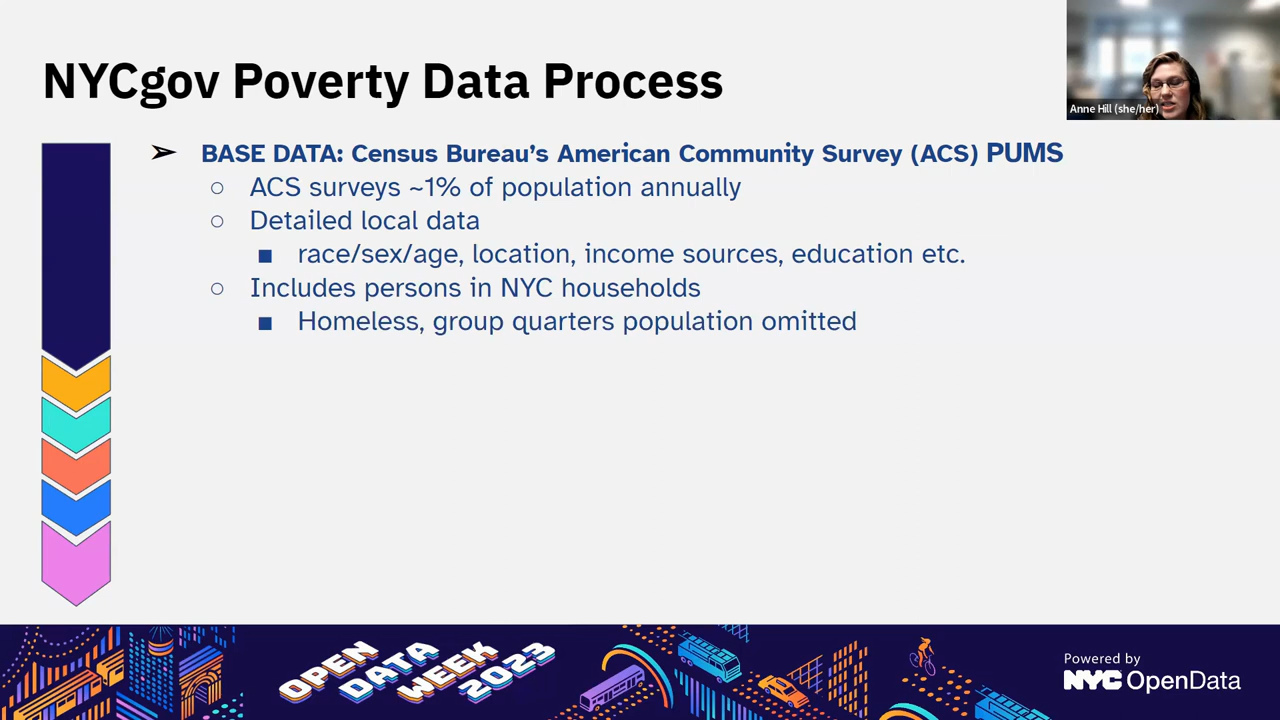 NYCgov Poverty Data Process
Anne Hill (she/her)
➢ BASE DATA: Census Bureau's American Community Survey (ACS) PUMS
○ ACS surveys ~1% of population annually
○ Detailed local data
■ race/sex/age, location, income sources, education etc.
○ Includes persons in NYC households
■ Homeless, group quarters population omitted
OPEN
DATA
WEEK
2023
Powered by
NYC OpenData